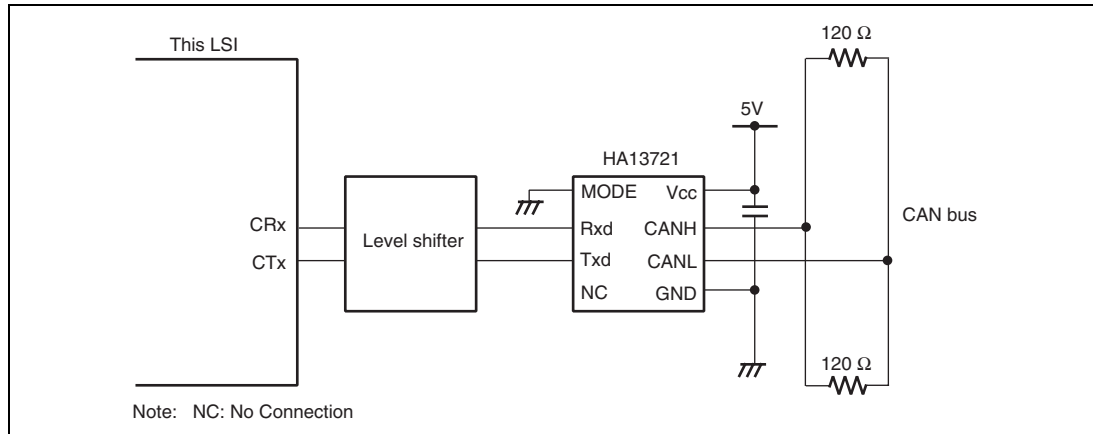 120 Ω
This LSI
5V
HA13721
MODE Vcc
CRx Level shifter Rxd CANH CAN bus
CTx Txd CANL
NC GND
120 Ω
Note: NC: No Connection